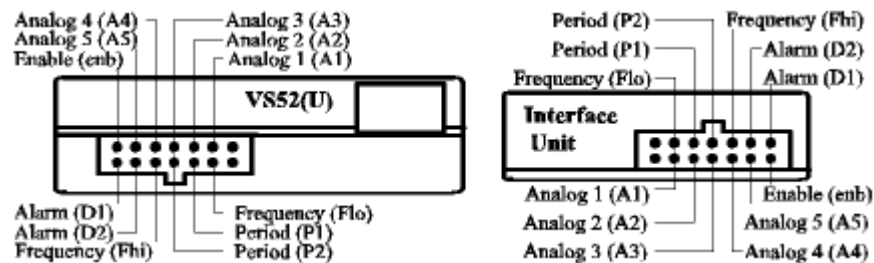 Analog 4 (A4)
Analog 5 (A5)
Enable (enb)
Analog 3 (A3)
Analog 2 (A2)
Analog 1 (A1)
VS52(U)
Alarm (D1)
Alarm (D2)
Frequency (Fhi)
Frequency (Flo)
Period (P1)
Period (P2)
Period (P2)
Period (P1)
Frequency (Flo)
Frequency (Fhi)
Alarm (D2)
Alarm (D1)
Interface
Unit
Analog 1 (A1)
Analog 2 (A2)
Analog 3 (A3)
Enable (enb)
Analog 5 (A5)
Analog 4 (A4)